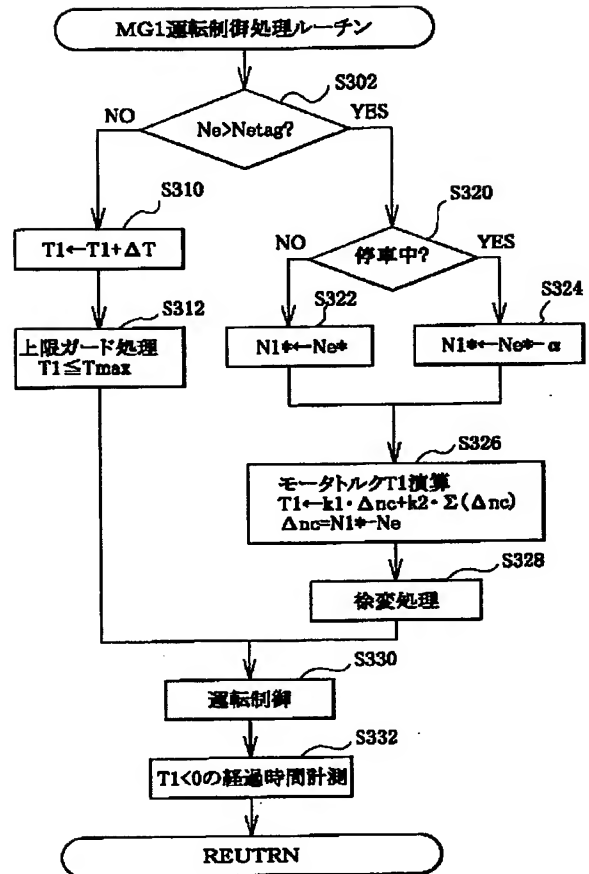 MG1運転制御処理ルーチン
S302
NO
YES
Ne>Netag?
S310
T1←T1+ΔT
S312
上限ガード処理
T1≦Tmax
S320
NO
YES
停車中?
S322
N1*←Ne*
S324
N1*←Ne*-α
S326
モータトルクT1演算
T1←k1・Δnc+k2・Σ(Δnc)
Δnc=N1*-Ne
S328
徐変処理
S330
運転制御
S332
T1<0の経過時間計測
REUTRN